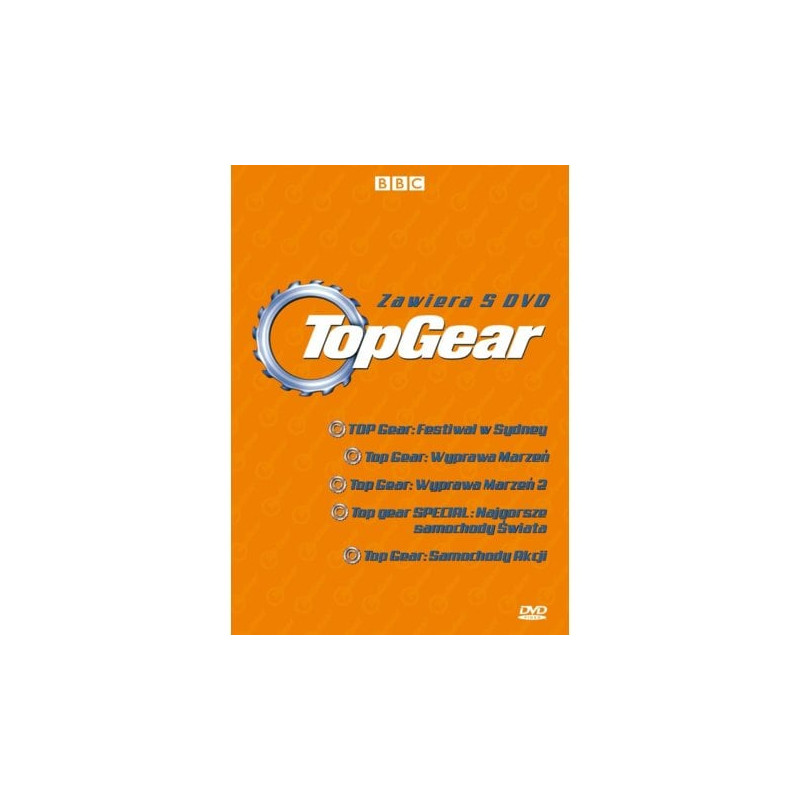 BBC
Zawiera 5 DVD
TopGear
TOP Gear: Festiwal w Sydney
Top Gear: Wyprawa Marzeń
Top Gear: Wyprawa Marzeń 2
Top gear SPECIAL: Najgorsze
samochody Świata
Top Gear: Samochody Akcji
DVD
VIDEO